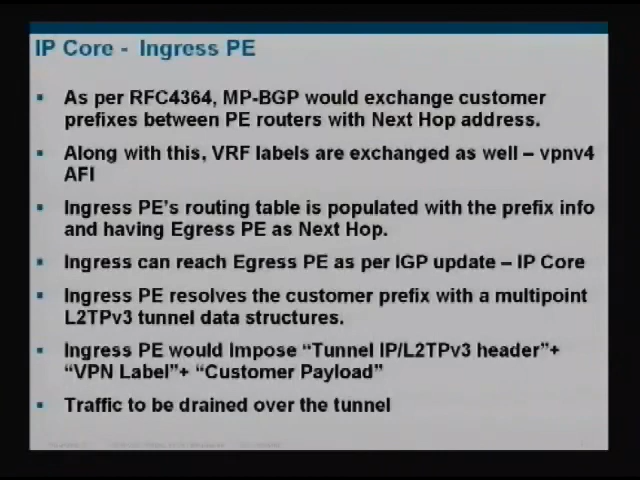 IP Core - Ingress PE
▪ As per RFC4364, MP-BGP would exchange customer
prefixes between PE routers with Next Hop address.
▪ Along with this, VRF labels are exchanged as well – vpnv4
AFI
▪ Ingress PE's routing table is populated with the prefix info
and having Egress PE as Next Hop.
▪ Ingress can reach Egress PE as per IGP update – IP Core
▪ Ingress PE resolves the customer prefix with a multipoint
L2TPv3 tunnel data structures.
▪ Ingress PE would Impose “Tunnel IP/L2TPv3 header”+
“VPN Label”+ “Customer Payload”
▪ Traffic to be drained over the tunnel